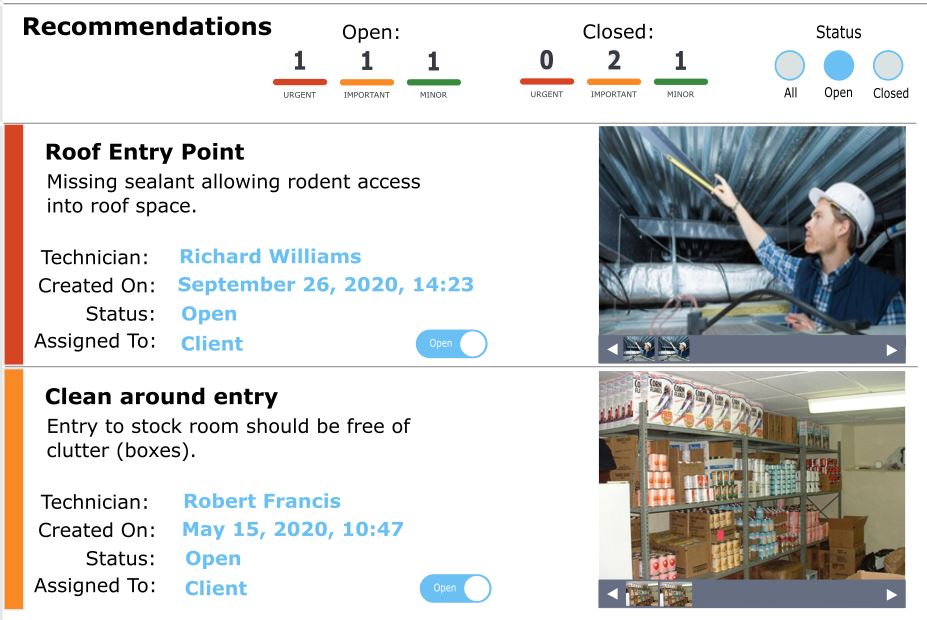 Recommendations
Open:
Closed:
Status
1 1 1
0 2 1
URGENT IMPORTANT MINOR
URGENT IMPORTANT MINOR
All Open Closed
Roof Entry Point
Missing sealant allowing rodent access
into roof space.
Technician: Richard Williams
Created On: September 26, 2020, 14:23
Status: Open
Assigned To: Client
Open
Clean around entry
Entry to stock room should be free of
clutter (boxes).
Technician: Robert Francis
Created On: May 15, 2020, 10:47
Status: Open
Assigned To: Client
Open
CORN
FLAKES